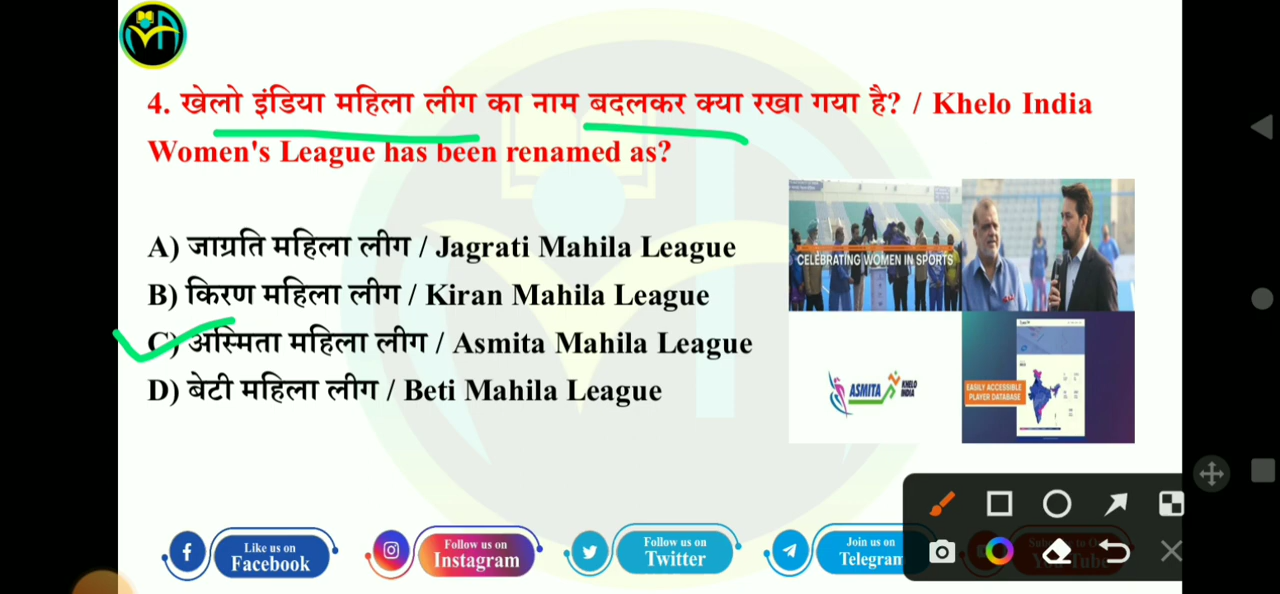 4. खेलो इंडिया महिला लीग का नाम बदलकर क्या रखा गया है? / Khelo India
Women's League has been renamed as?
A) जाग्रति महिला लीग / Jagrati Mahila League
B) किरण महिला लीग / Kiran Mahila League
C) अस्मिता महिला लीग / Asmita Mahila League
D) बेटी महिला लीग / Beti Mahila League
CELEBRATING WOMEN IN SPORTS
ASMITA
KHELO
INDIA
EASILY ACCESSIBLE
PLAYER DATABASE
Like us on
Facebook
Follow us on
Instagram
Follow us on
Twitter
Join us on
Telegram